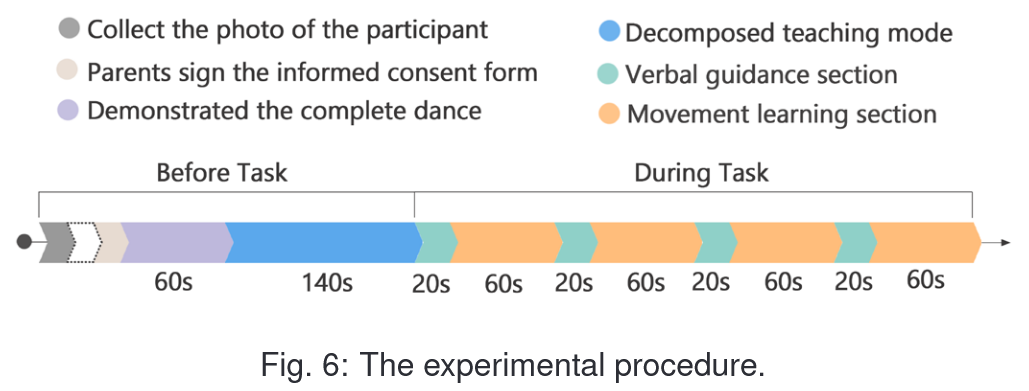 Collect the photo of the participant
Parents sign the informed consent form
Demonstrated the complete dance
Decomposed teaching mode
Verbal guidance section
Movement learning section
Before Task
During Task
60s
140s
20s
60s
20s
60s
20s
60s
20s
60s
Fig. 6: The experimental procedure.